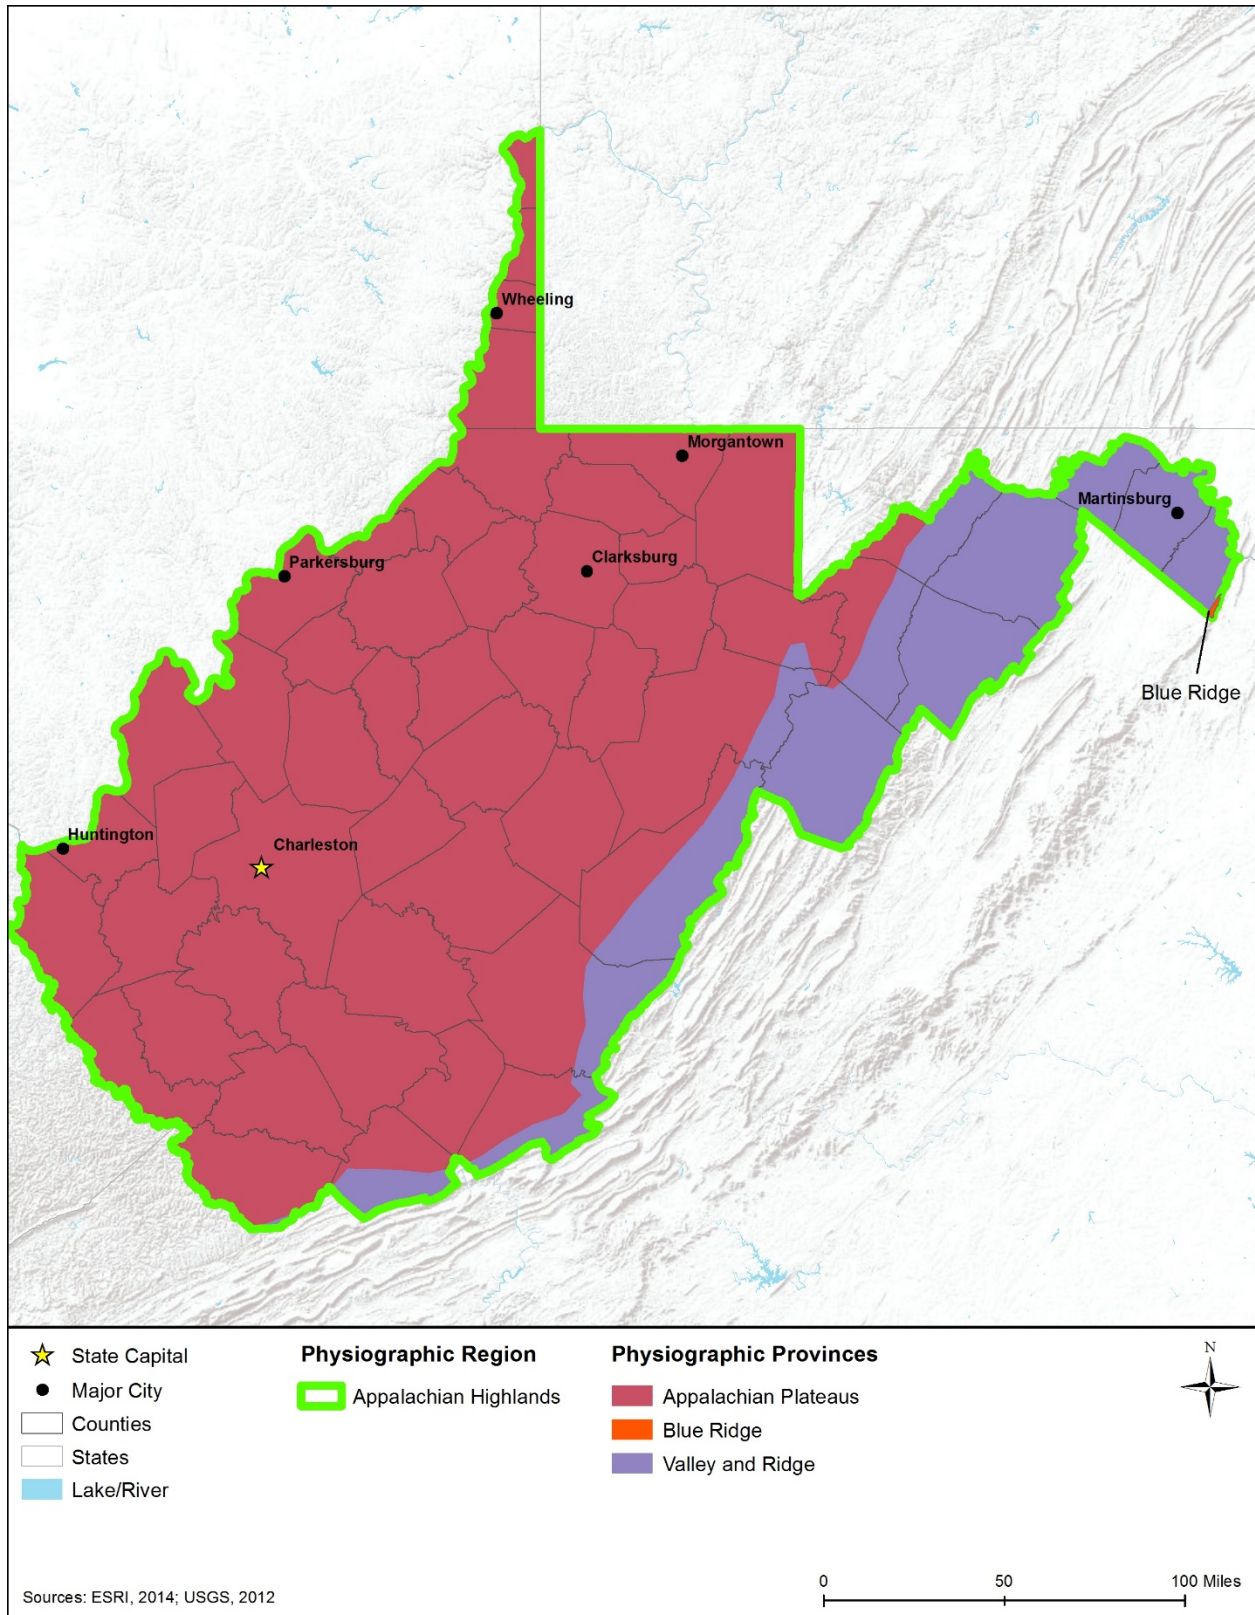 Wheeling
Morgantown
Martinsburg
Clarksburg
Parkersburg
Blue Ridge
Huntington
Charleston
State Capital
Major City
Counties
States
Lake/River
Physiographic Region
Appalachian Highlands
Physiographic Provinces
Appalachian Plateaus
Blue Ridge
Valley and Ridge
N
Sources: ESRI, 2014; USGS, 2012
0 50 100 Miles